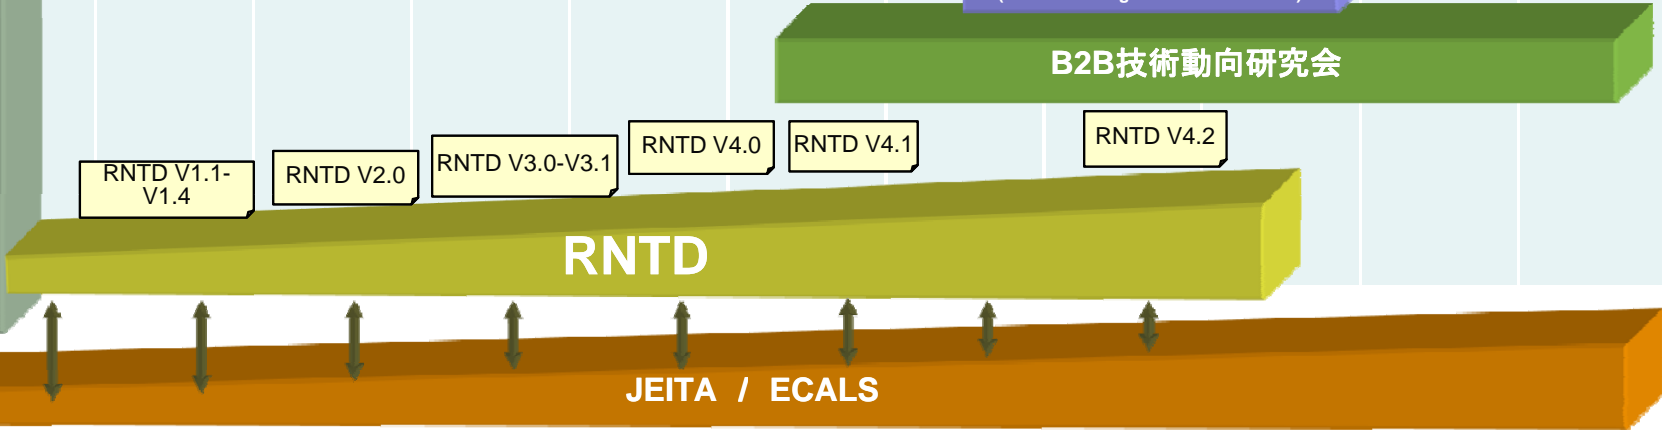 B2B技術動向研究会
RNTD V1.1-
V1.4
RNTD V2.0
RNTD V3.0-V3.1
RNTD V4.0
RNTD V4.1
RNTD V4.2
RNTD
JEITA / ECALS